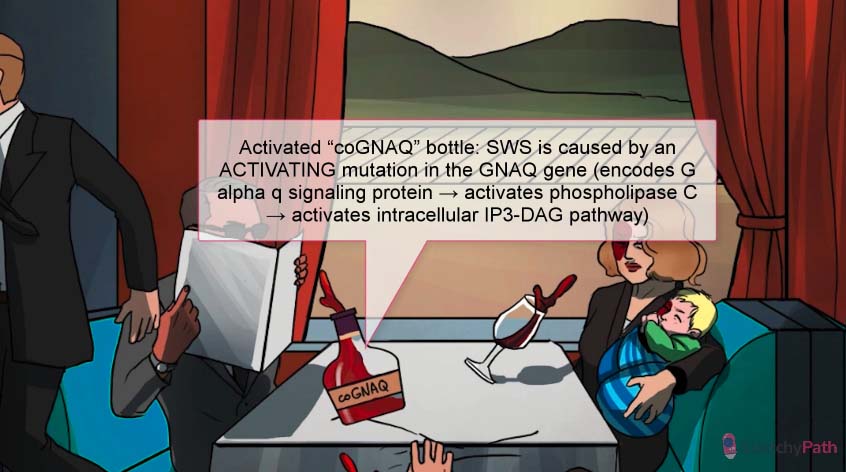 Activated “coGNAQ” bottle: SWS is caused by an
ACTIVATING mutation in the GNAQ gene (encodes G
alpha q signaling protein → activates phospholipase C
→ activates intracellular IP3-DAG pathway)
coGNAQ